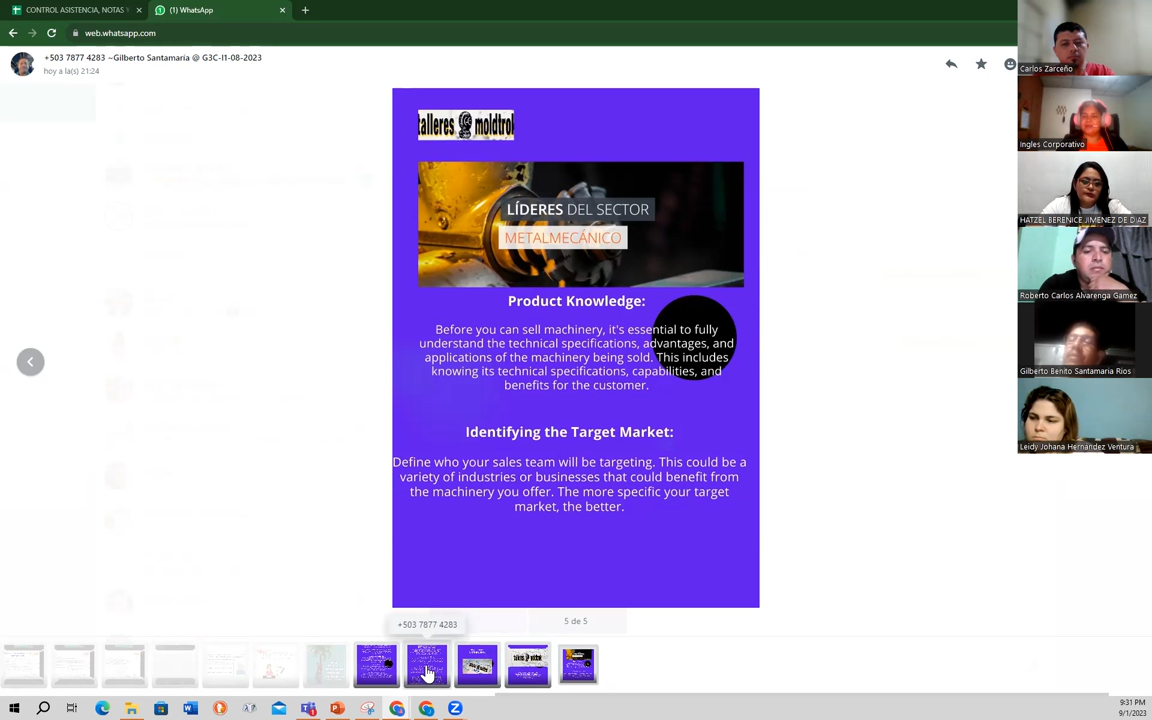 CONTROL ASISTENCIA, NOTAS Y
(1) WhatsApp
web.whatsapp.com
+503 7877 4283 ~Gilberto Santamaría @ G3C-I1-08-2023
hoy a la(s) 21:24
talleres moldtrok
LÍDERES DEL SECTOR
METALMECÁNICO
Product Knowledge:
Before you can sell machinery, it's essential to fully
understand the technical specifications, advantages, and
applications of the machinery being sold. This includes
knowing its technical specifications, capabilities, and
benefits for the customer.
Identifying the Target Market:
Define who your sales team will be targeting. This could be a
variety of industries or businesses that could benefit from
the machinery you offer. The more specific your target
market, the better.
5 de 5
+503 7877 4283
Carlos Zarceño
Ingles Corporativo
HATZEL BERENICE JIMENEZ DE DIAZ
Roberto Carlos Alvarenga Gamez
Gilberto Benito Santamaria Rios
Leidy Johana Hernández Ventura
9:31 PM
9/1/2023